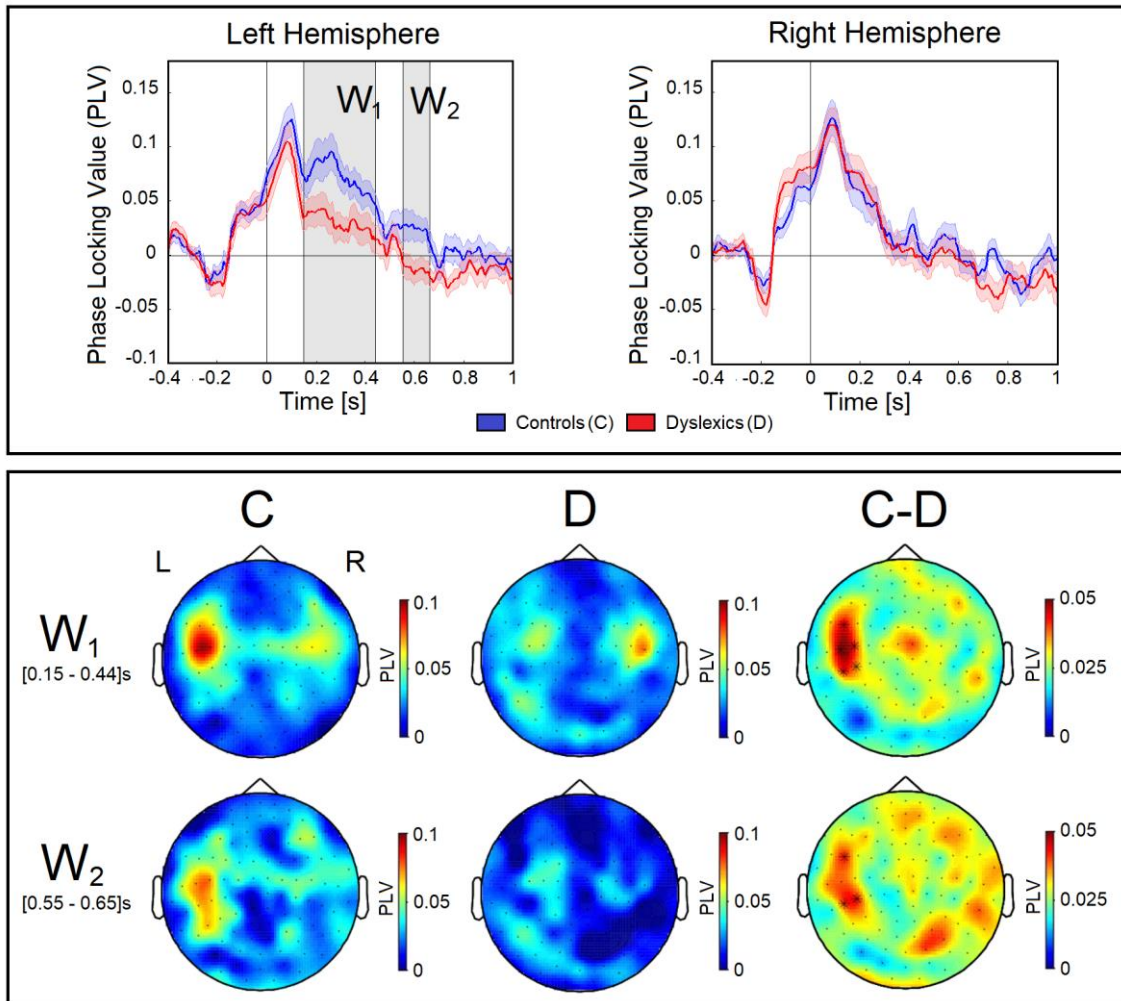 Left Hemisphere
Right Hemisphere
Phase Locking Value (PLV)
0.15
0.1
0.05
0
-0.05
-0.1
W1
W2
-0.4 -0.2 0 0.2 0.4 0.6 0.8 1
Time [s]
Phase Locking Value (PLV)
0.15
0.1
0.05
0
-0.05
-0.1
-0.4 -0.2 0 0.2 0.4 0.6 0.8 1
Time [s]
Controls (C) Dyslexics (D)
C D C-D
L R
W1
[0.15 - 0.44]s
0.1
0.05
0
PLV
0.1
0.05
0
PLV
0.05
0.025
0
PLV
W2
[0.55 - 0.65]s
0.1
0.05
0
PLV
0.1
0.05
0
PLV
0.05
0.025
0
PLV